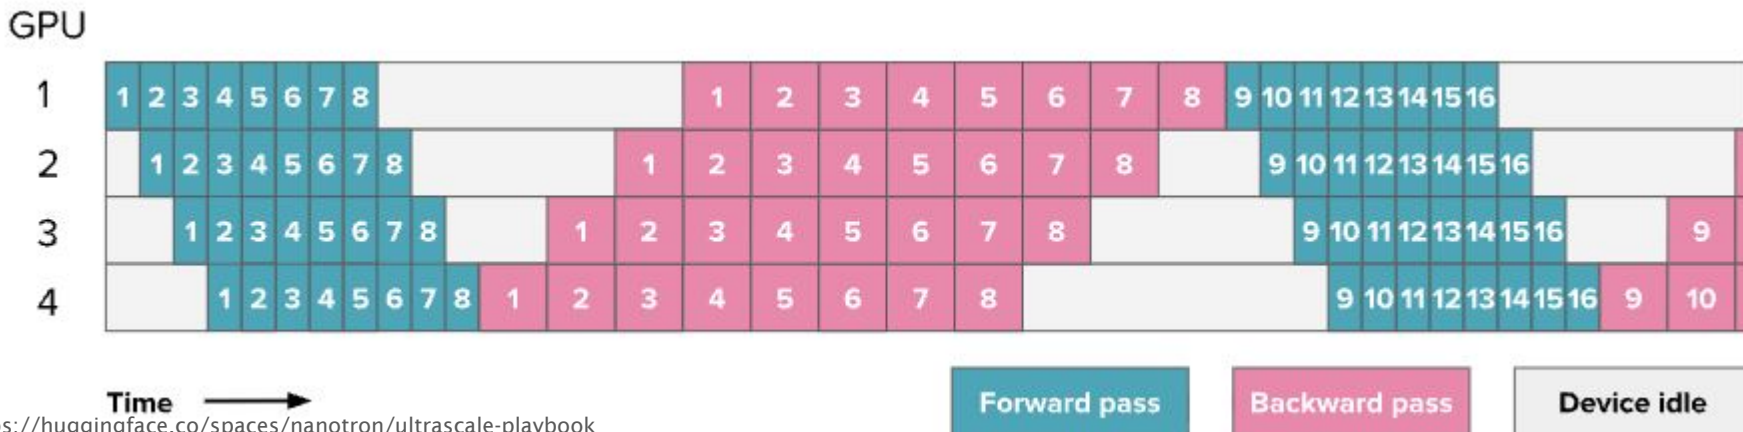 GPU
1 1 2 3 4 5 6 7 8 1 2 3 4 5 6 7 8 9 10 11 12 13 14 15 16
2 1 2 3 4 5 6 7 8 1 2 3 4 5 6 7 8 9 10 11 12 13 14 15 16
3 1 2 3 4 5 6 7 8 1 2 3 4 5 6 7 8 9 10 11 12 13 14 15 16 9
4 1 2 3 4 5 6 7 8 1 2 3 4 5 6 7 8 9 10 11 12 13 14 15 16 9 10
Time Forward pass Backward pass Device idle
s://huggingface.co/spaces/nanotron/ultrascale-playbook